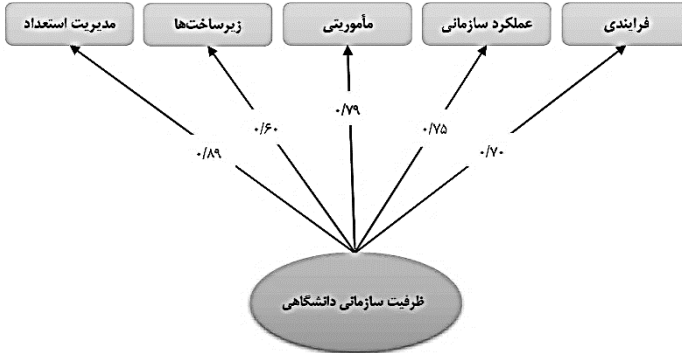 فرایندی
عملکرد سازمانی
مأموریتی
زیرساخت‌ها
مدیریت استعداد
۰/۷۰
۰/۷۵
۰/۷۹
۰/۶۰
۰/۸۹
ظرفیت سازمانی دانشگاهی